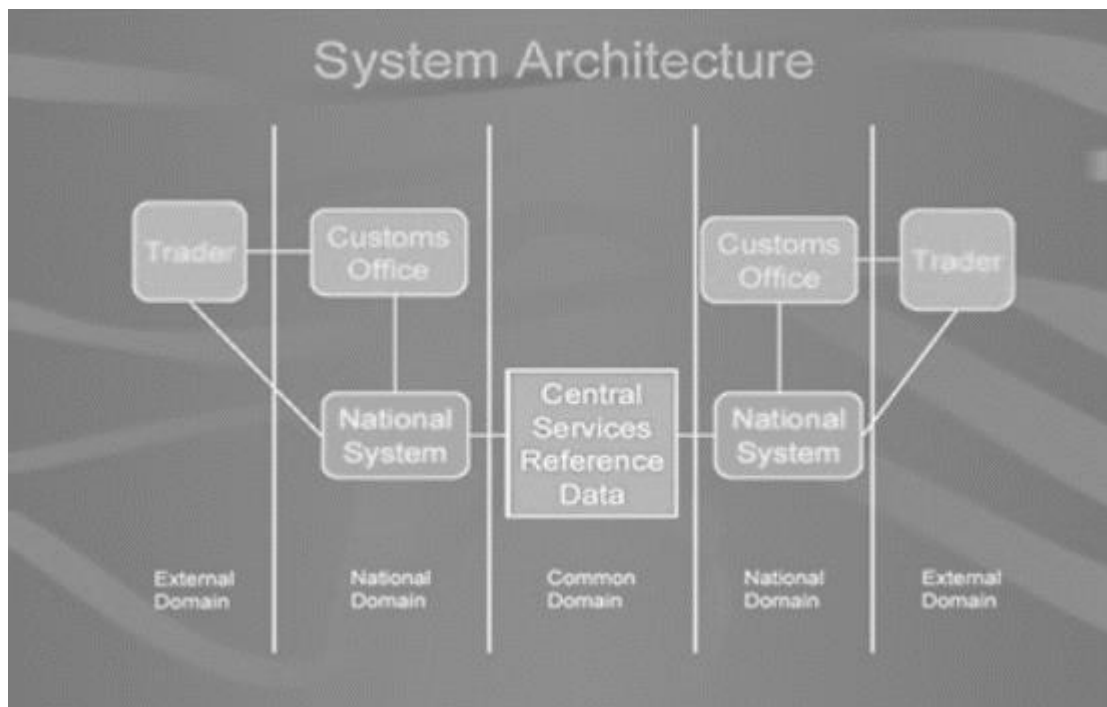 System Architecture
Trader
Customs
Office
Customs
Office
Trader
National
System
Central
Services
Reference
Data
National
System
External
Domain
National
Domain
Common
Domain
National
Domain
External
Domain